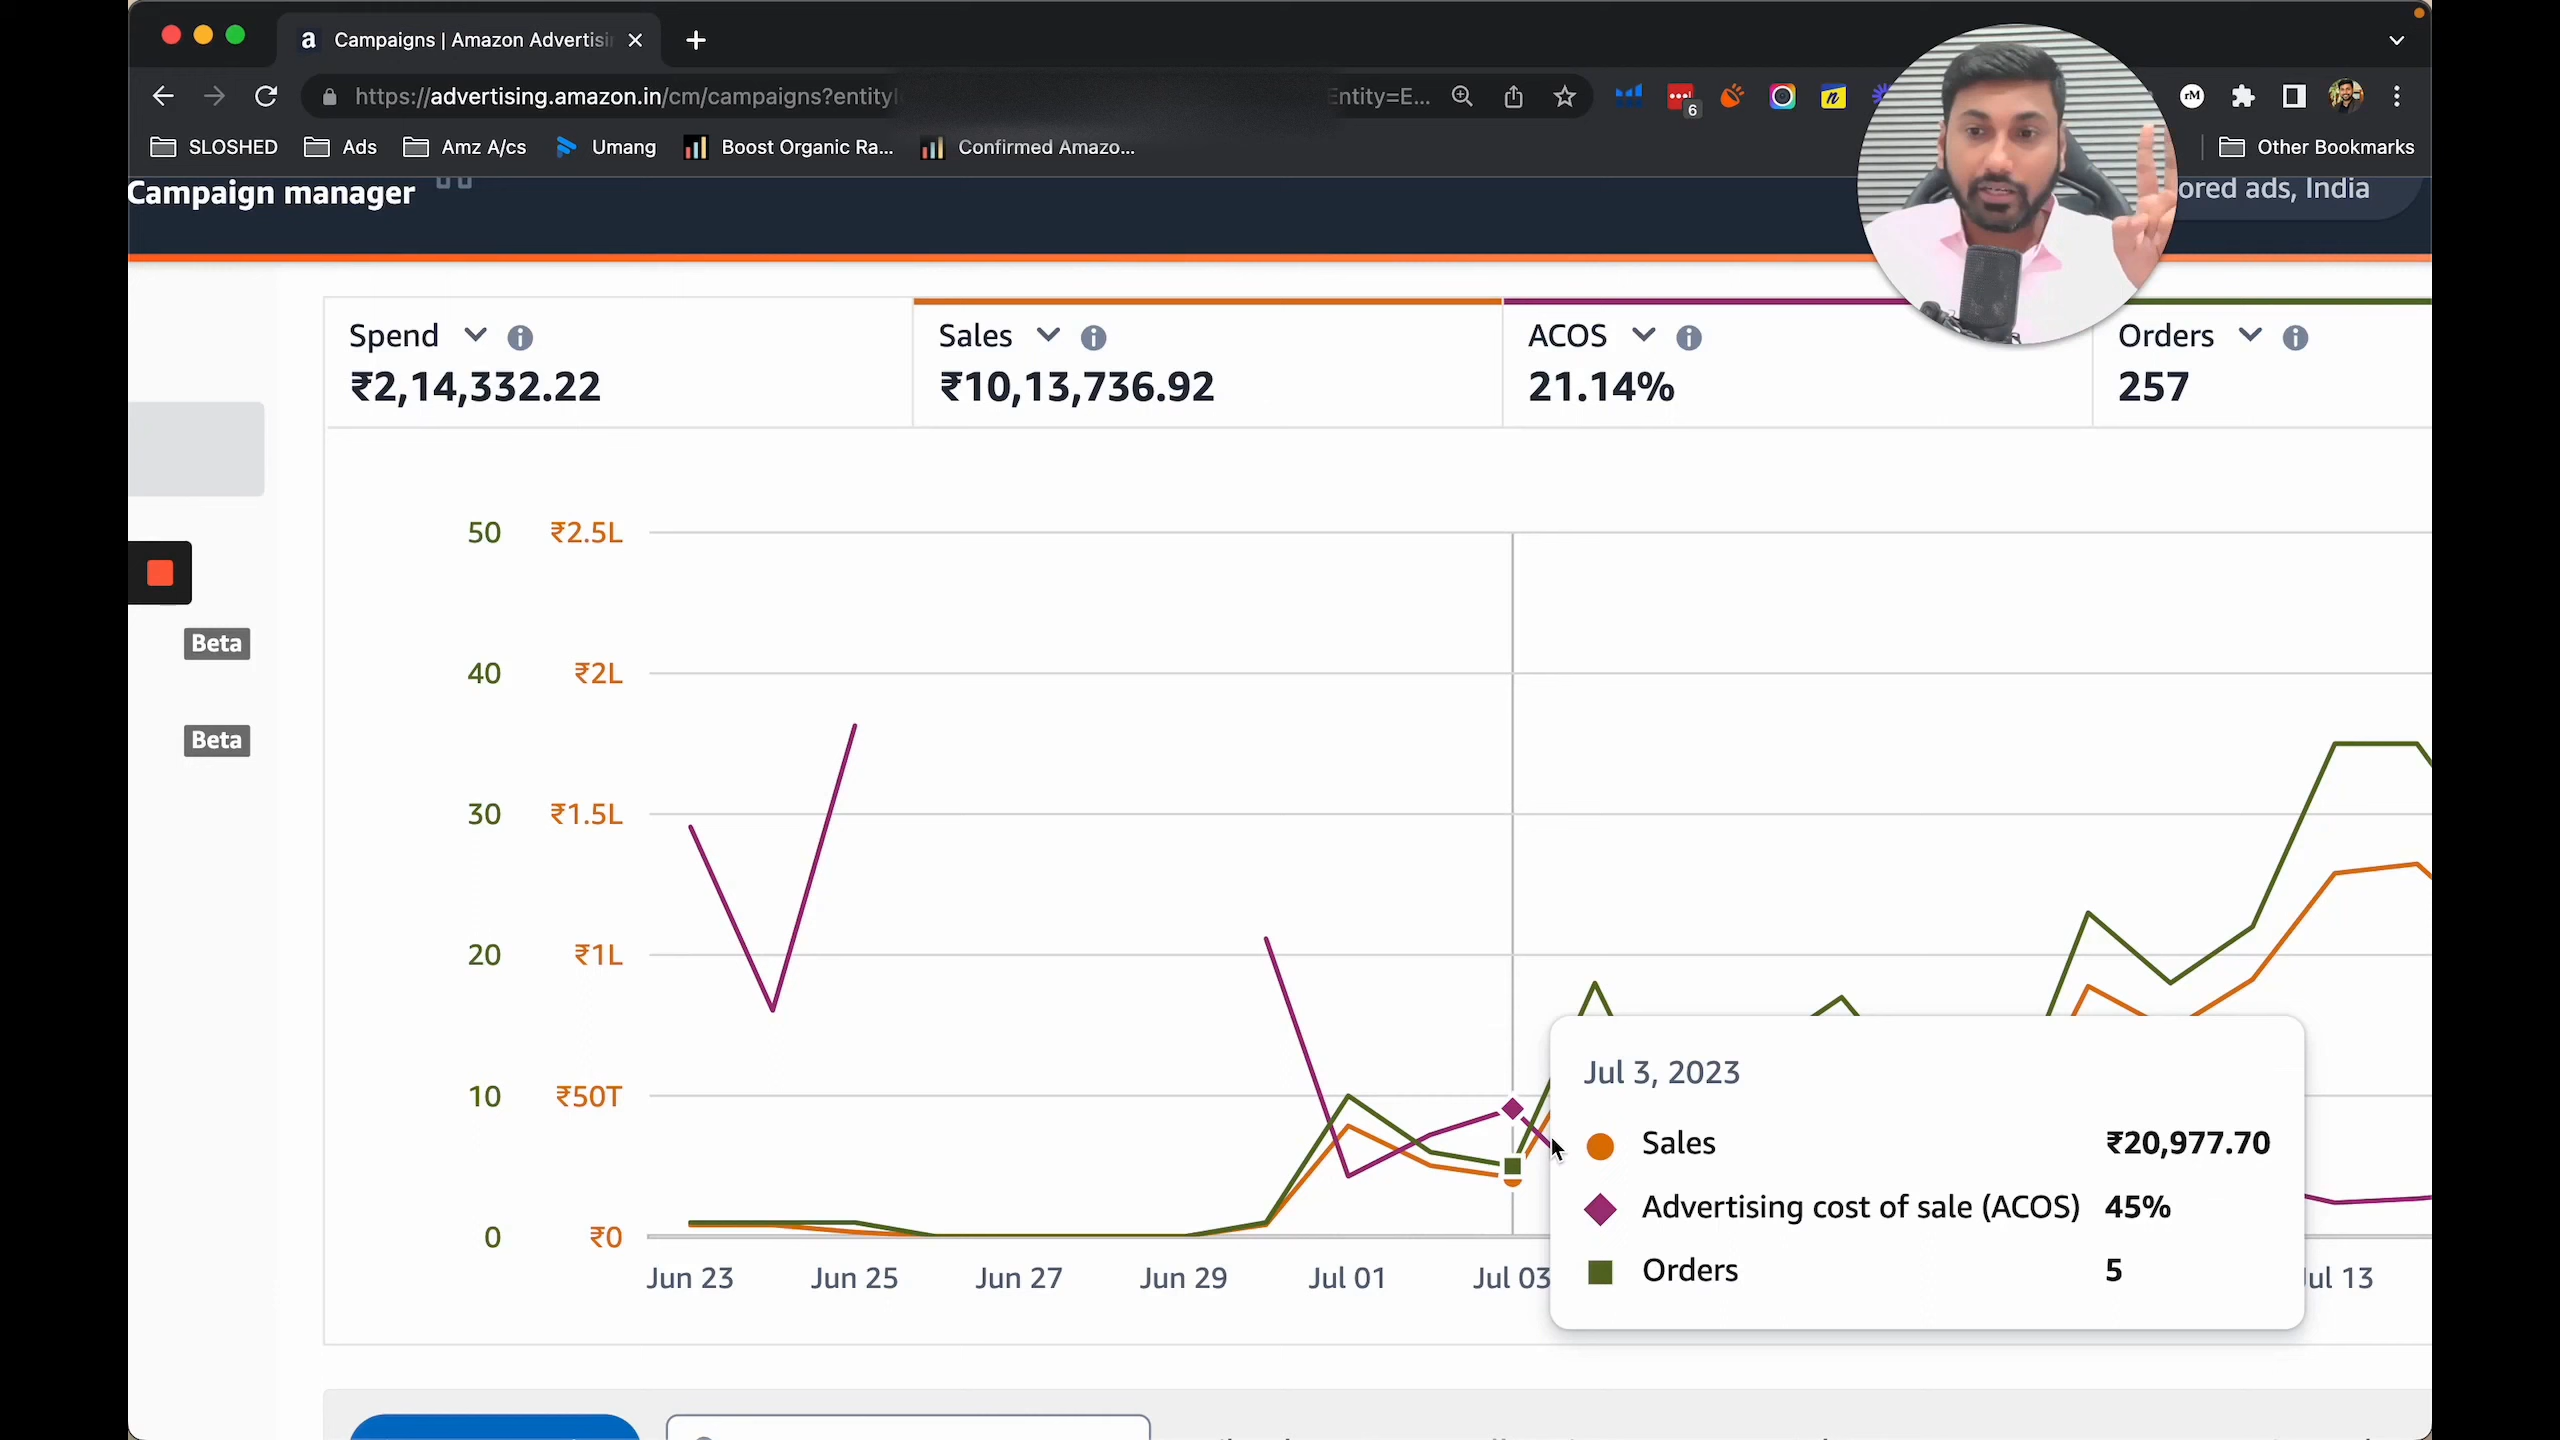 Campaigns | Amazon Advertisi
https://advertising.amazon.in/cm/campaigns?entityI
Entity=E...
6
n
rM
SLOSHED
Ads
Amz A/cs
Umang
Boost Organic Ra...
Confirmed Amazo...
Other Bookmarks
Campaign manager
ored ads, India
Spend
₹2,14,332.22
Sales
₹10,13,736.92
ACOS
21.14%
Orders
257
50 ₹2.5L
40 ₹2L
30 ₹1.5L
20 ₹1L
10 ₹50T
0 ₹0
Beta
Beta
Jun 23 Jun 25 Jun 27 Jun 29 Jul 01 Jul 03 Jul 13
Jul 3, 2023
Sales ₹20,977.70
Advertising cost of sale (ACOS) 45%
Orders 5